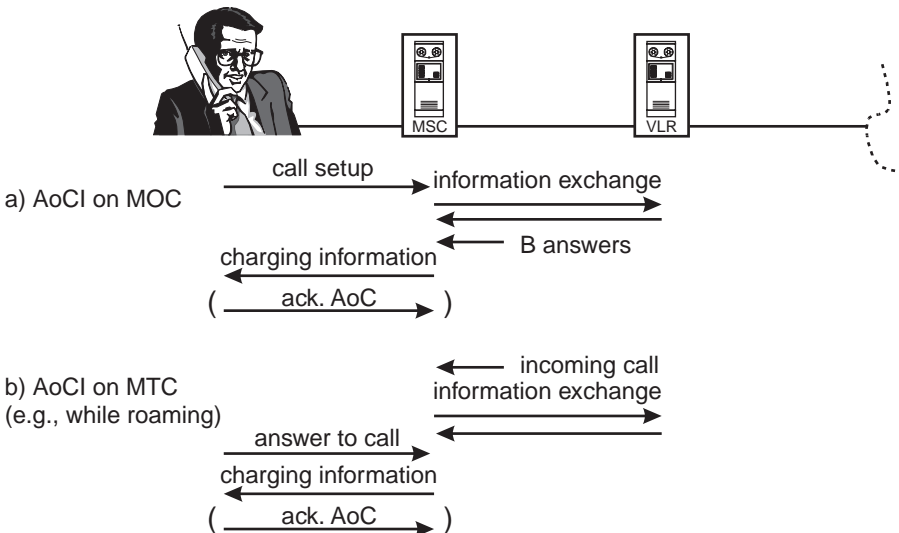 MSC
VLR
call setup
information exchange
a) AoCI on MOC
B answers
charging information
( ack. AoC )
incoming call
b) AoCI on MTC
information exchange
(e.g., while roaming)
answer to call
charging information
( ack. AoC )